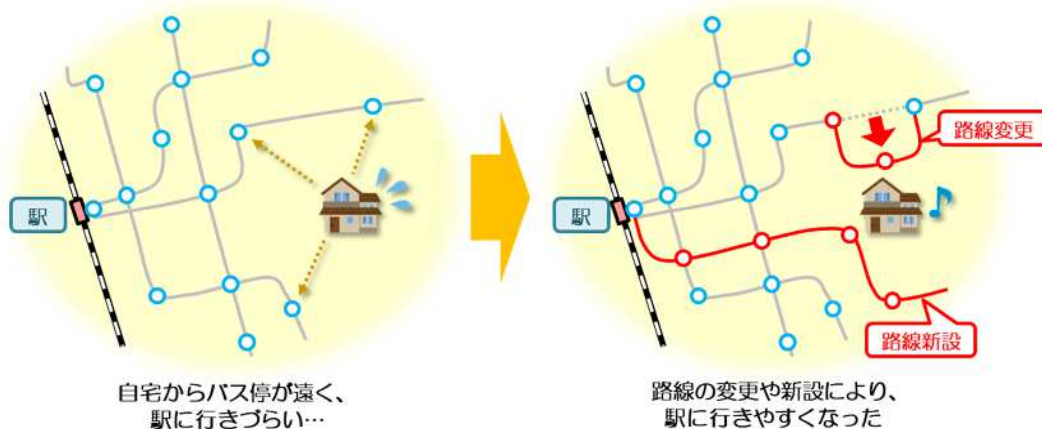 駅
自宅からバス停が遠く、
駅に行きづらい…
路線変更
駅
路線新設
路線の変更や新設により、
駅に行きやすくなった